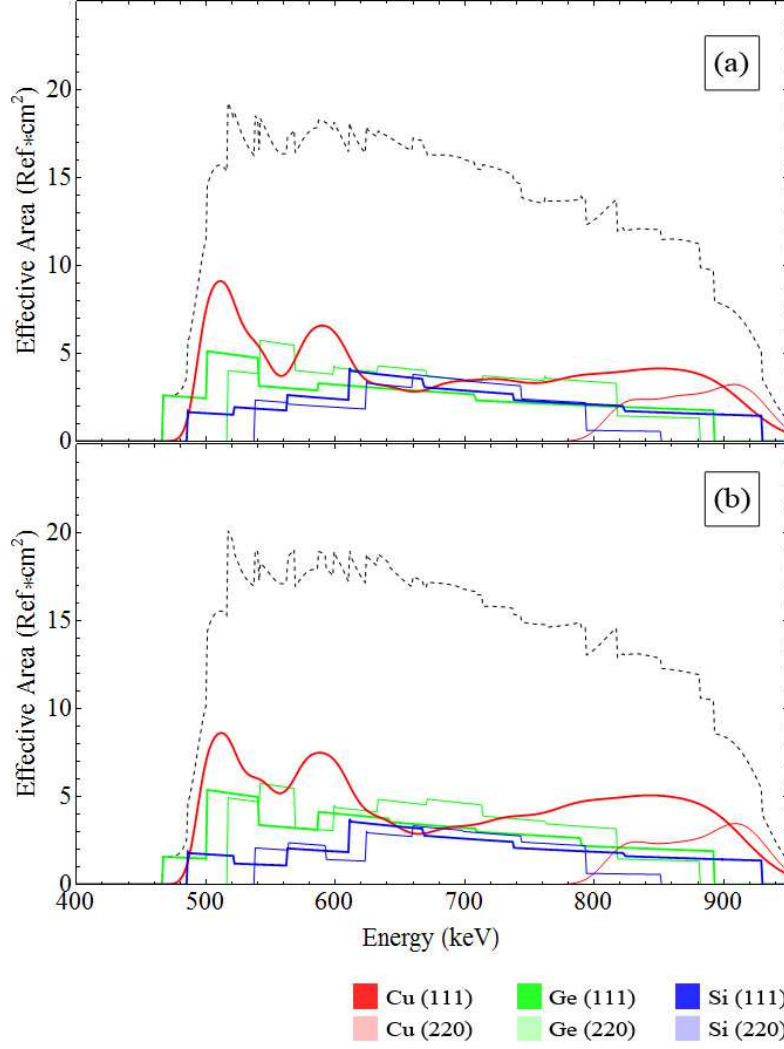 (a)
Effective Area (Ref*cm²)
20
15
10
5
0
(b)
Effective Area (Ref*cm²)
20
15
10
5
0
400 500 600 700 800 900
Energy (keV)
Cu (111) Ge (111) Si (111)
Cu (220) Ge (220) Si (220)